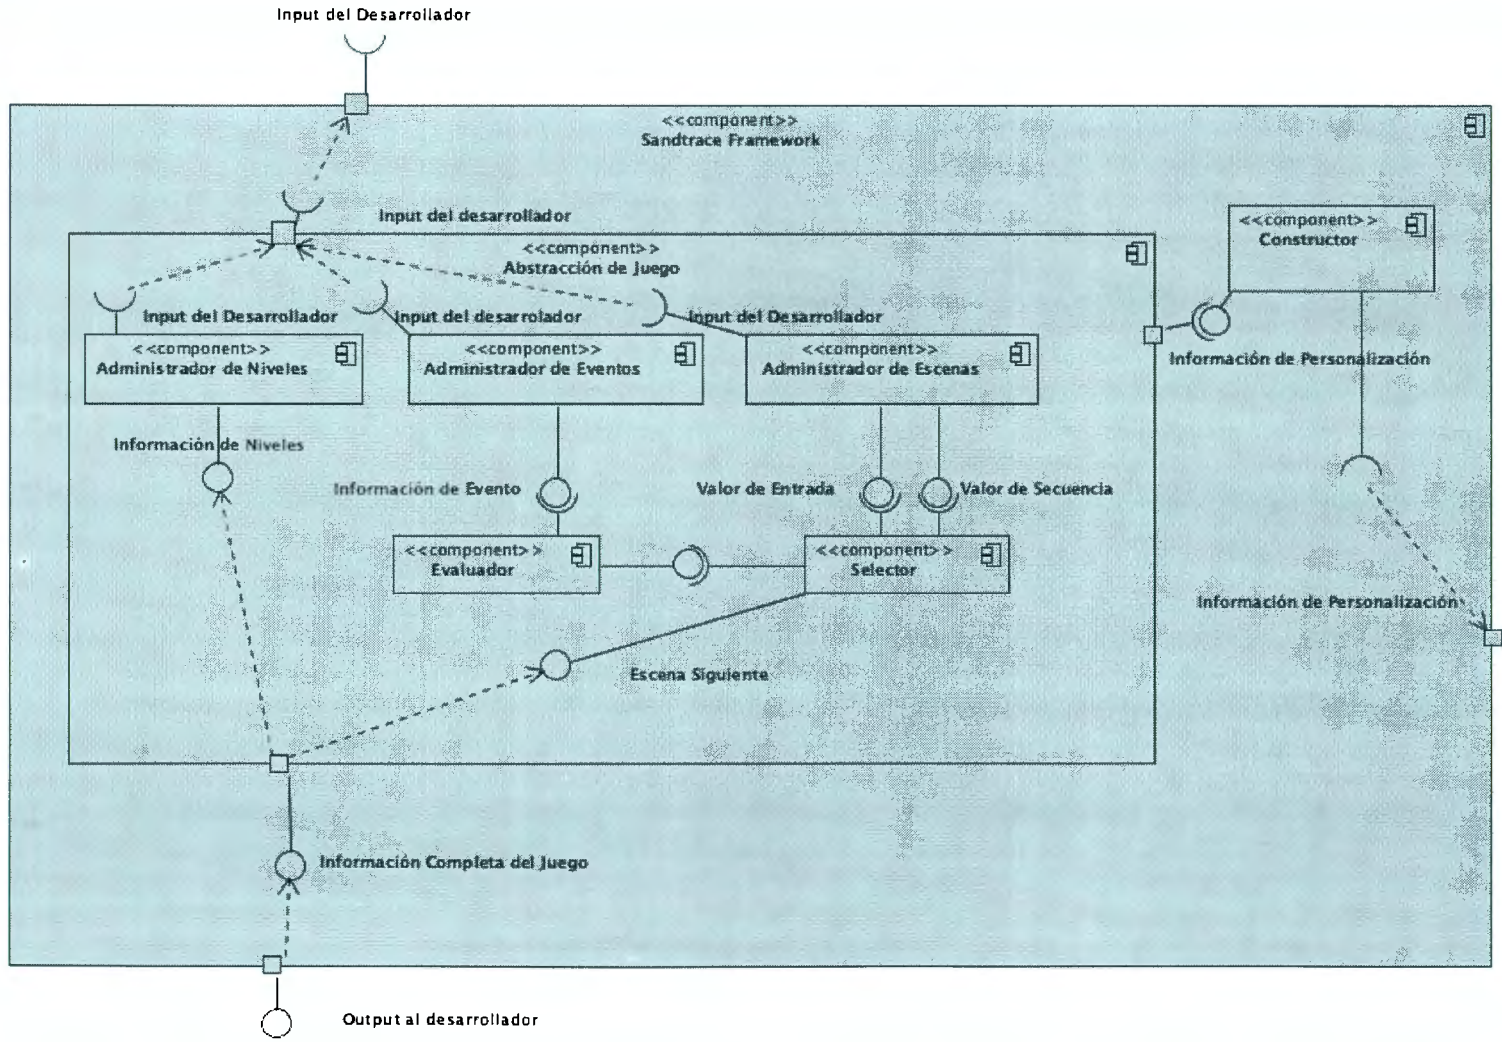 Input del Desarrollador
<<component>>
Sandtrace Framework
Input del desarrollador
<<component>>
Abstracción de Juego
<<component>>
Constructor
Input del Desarrollador
Input del desarrolador
Input del Desarrollador
Información de Personalización
<<component>>
Administrador de Niveles
<<component>>
Administrador de Eventos
<<component>>
Administrador de Escenas
Información de Niveles
Información de Evento
Valor de Entrada
Valor de Secuencia
<<component>>
Evaluador
<<component>>
Selector
Información de Personalización
Escena Siguiente
Información Completa del Juego
Output al desarrollador